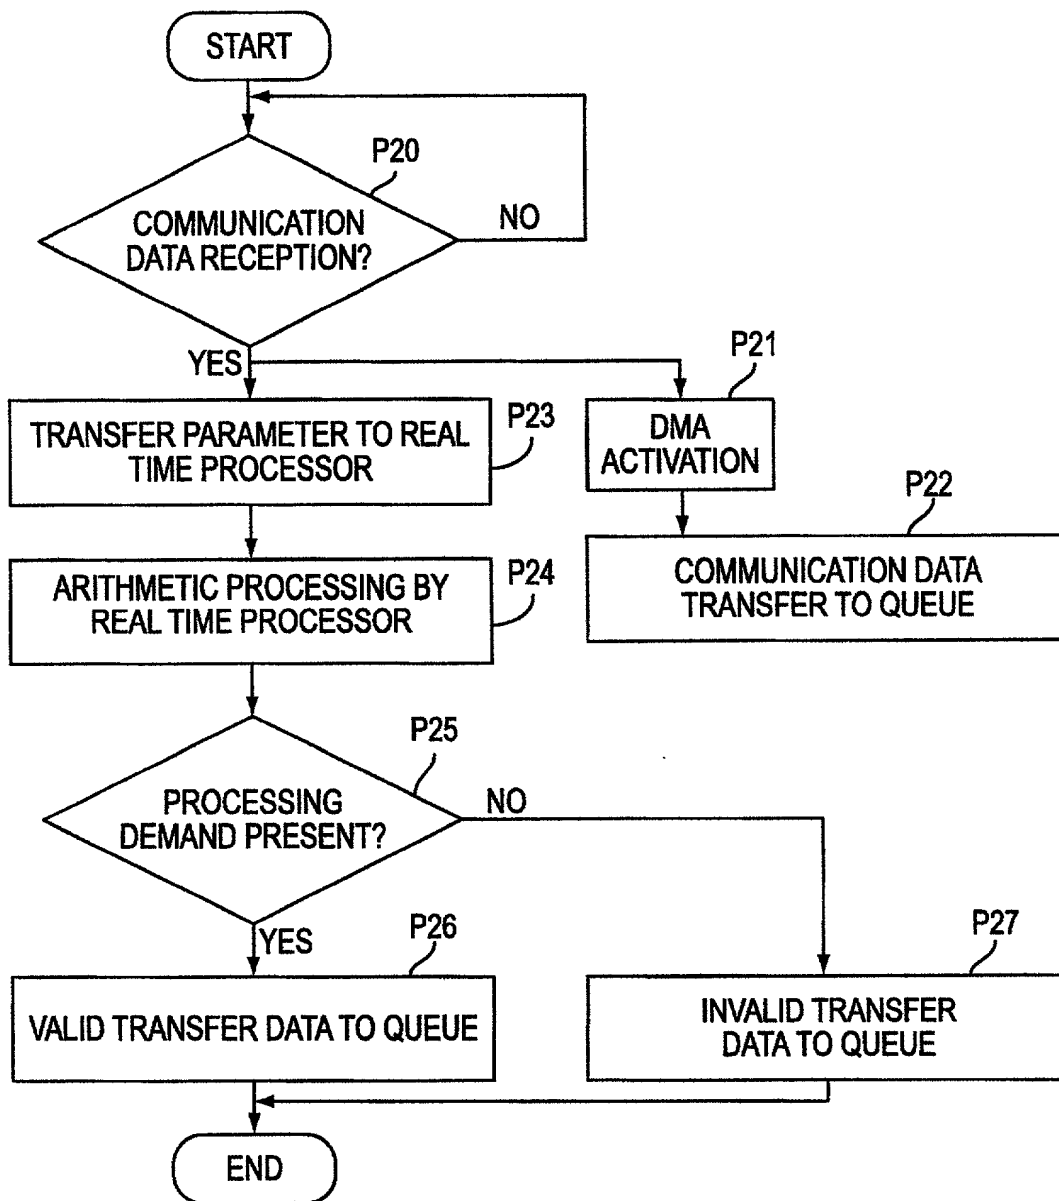 START
P20
COMMUNICATION
DATA RECEPTION?
NO
YES
P21
P23
TRANSFER PARAMETER TO REAL
TIME PROCESSOR
DMA
ACTIVATION
P22
P24
ARITHMETIC PROCESSING BY
REAL TIME PROCESSOR
COMMUNICATION DATA
TRANSFER TO QUEUE
P25
PROCESSING
DEMAND PRESENT?
NO
YES
P26
P27
VALID TRANSFER DATA TO QUEUE
INVALID TRANSFER
DATA TO QUEUE
END